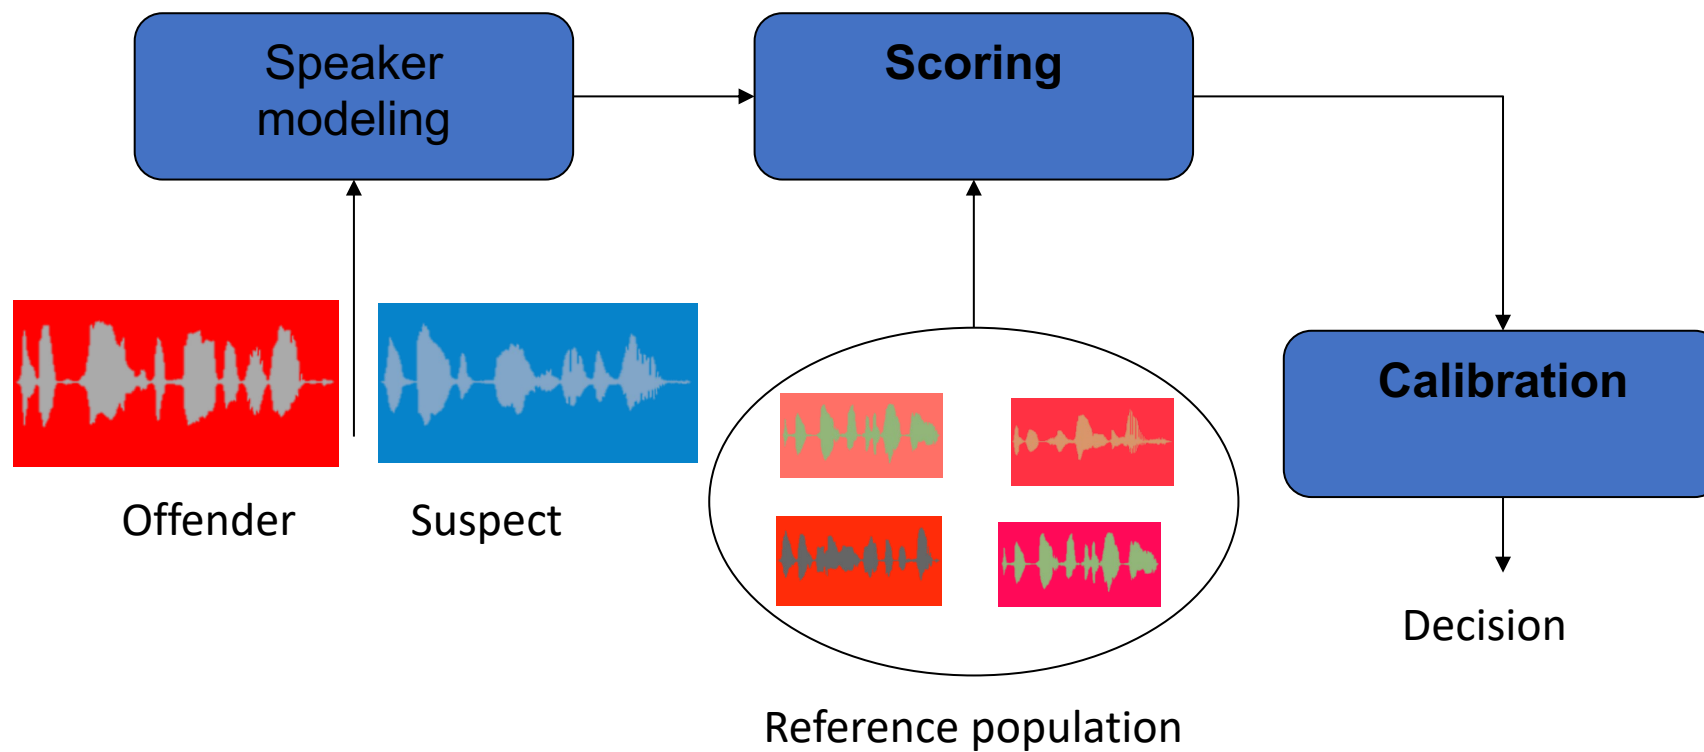 Speaker
modeling
Scoring
Calibration
Offender
Suspect
Decision
Reference population